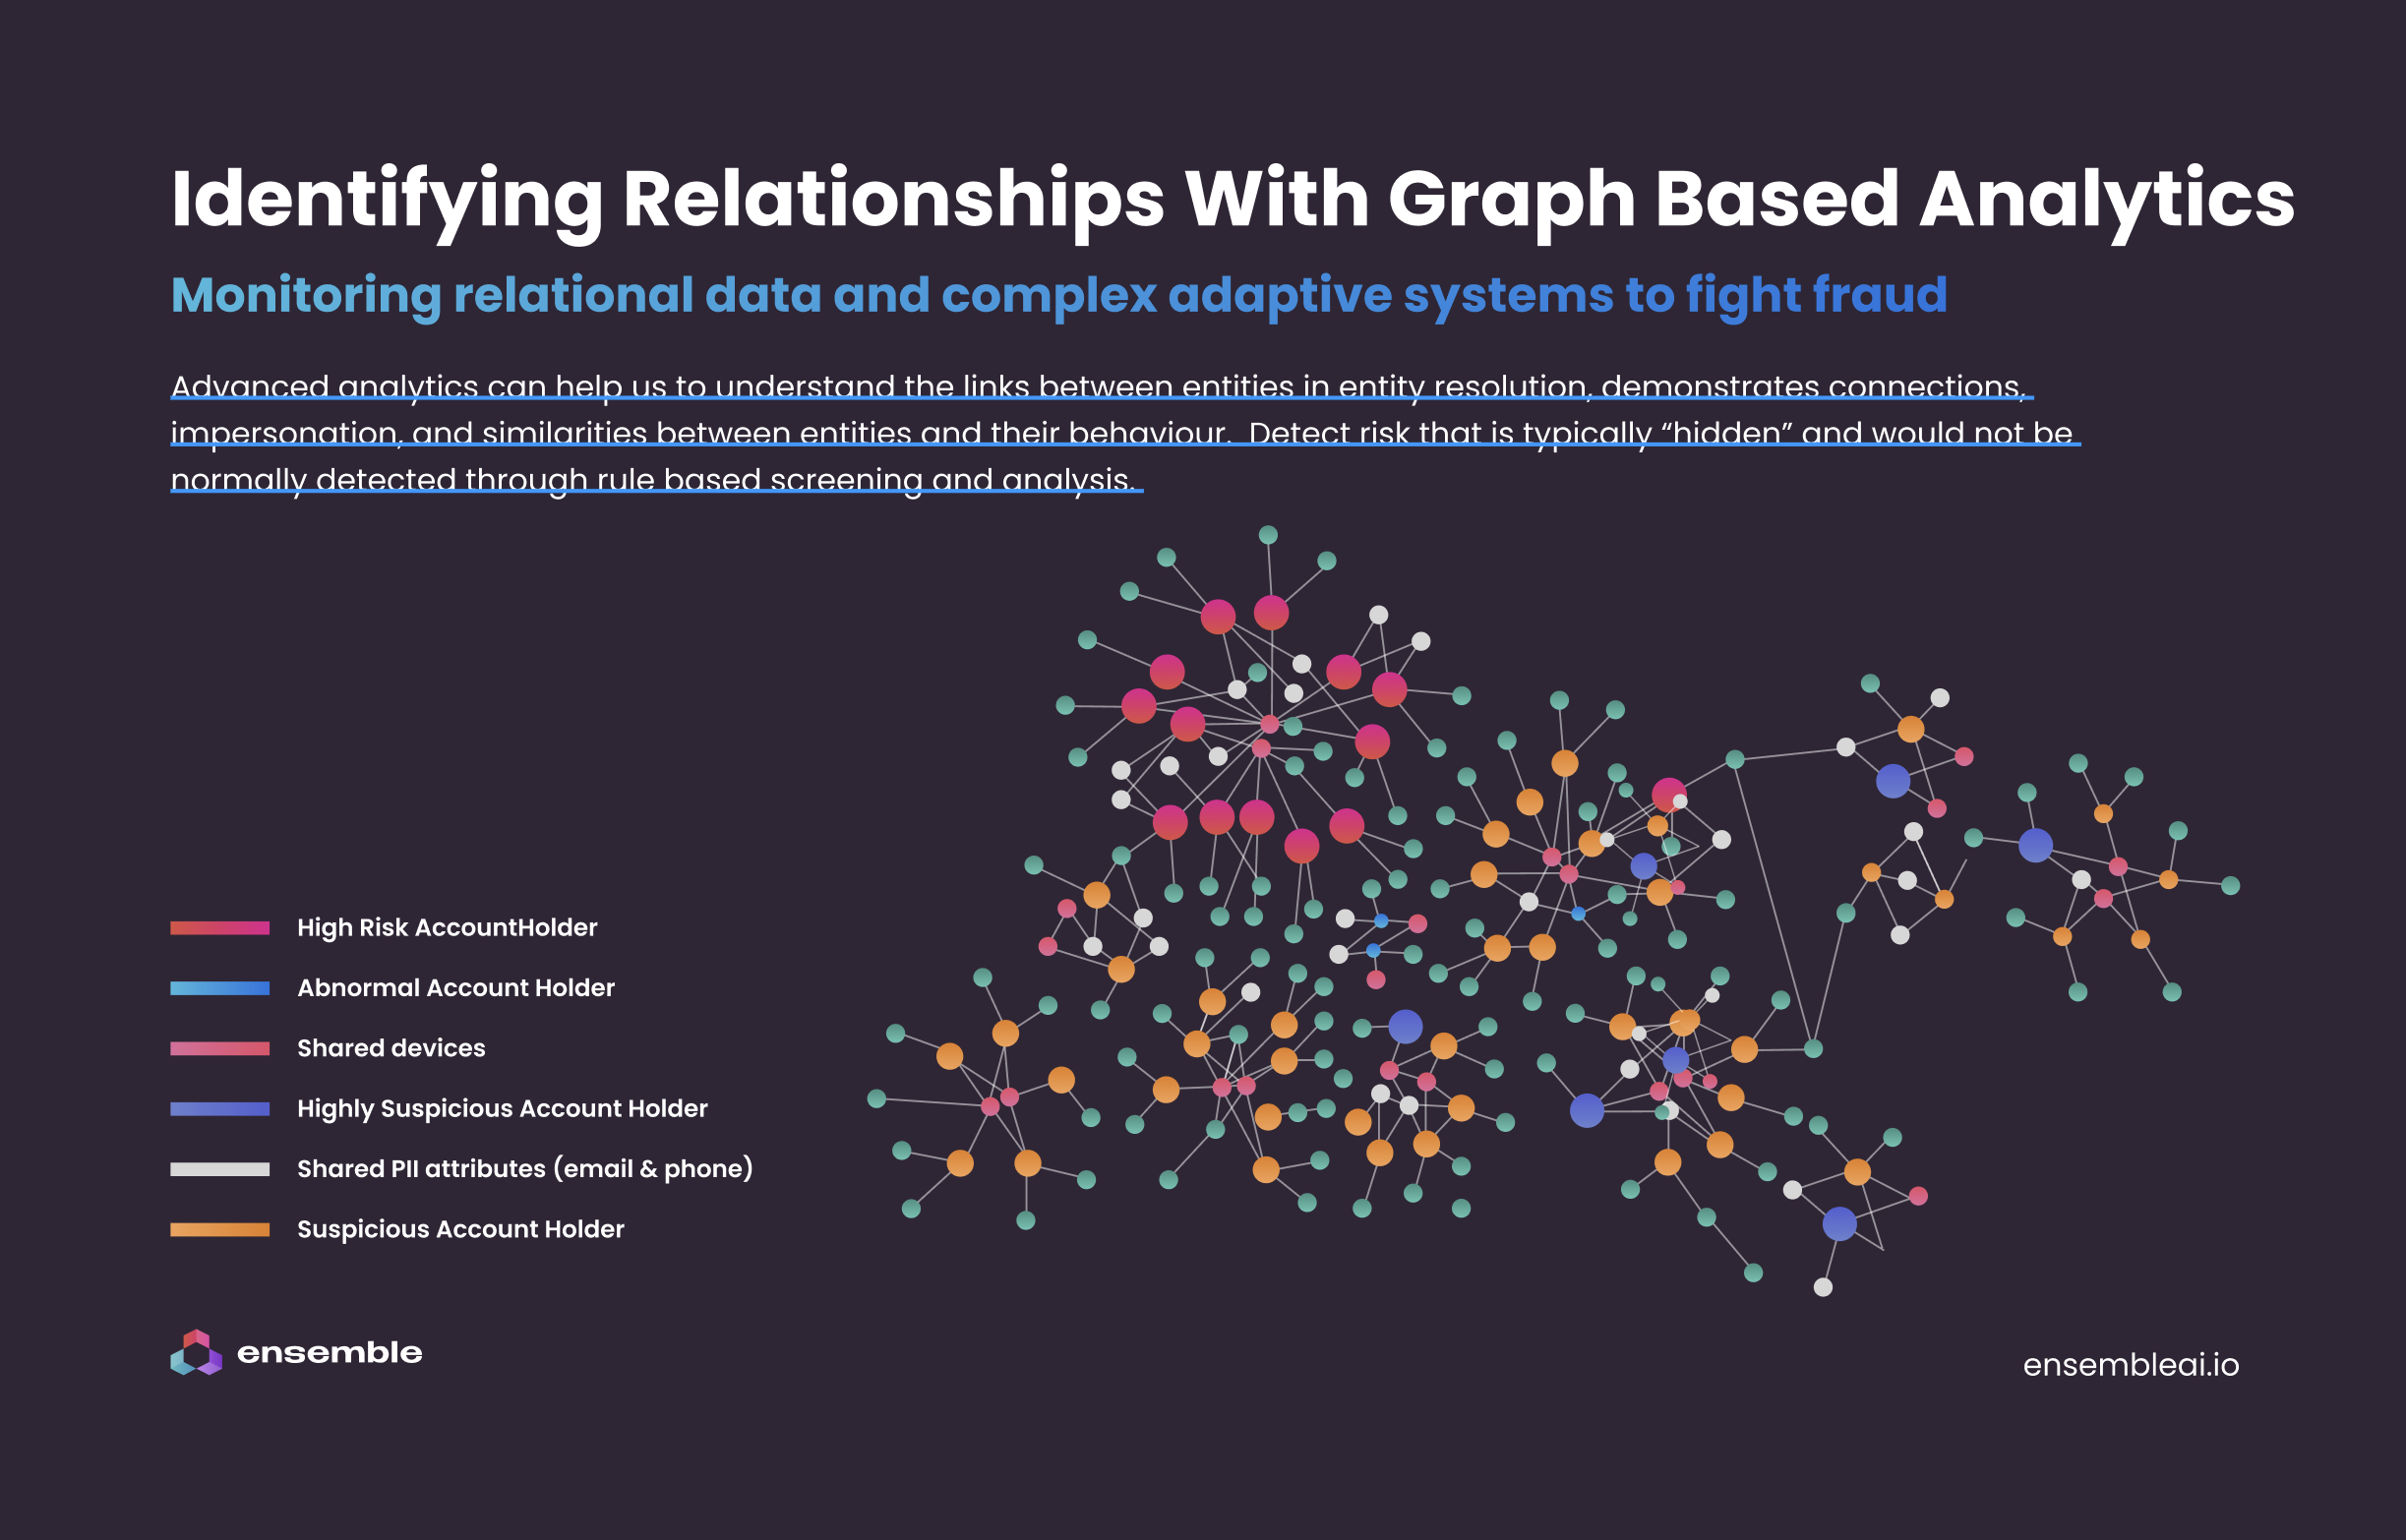 Identifying Relationships With Graph Based Analytics
Monitoring relational data and complex adaptive systems to fight fraud
Advanced analytics can help us to understand the links between entities in entity resolution, demonstrates connections,
impersonation, and similarities between entities and their behaviour.  Detect risk that is typically “hidden” and would not be
normally detected through rule based screening and analysis.
High Risk AccountHolder
Abnormal Account Holder
Shared devices
Highly Suspicious Account Holder
Shared PII attributes (email & phone)
Suspicious Account Holder
ensemble
ensembleai.io